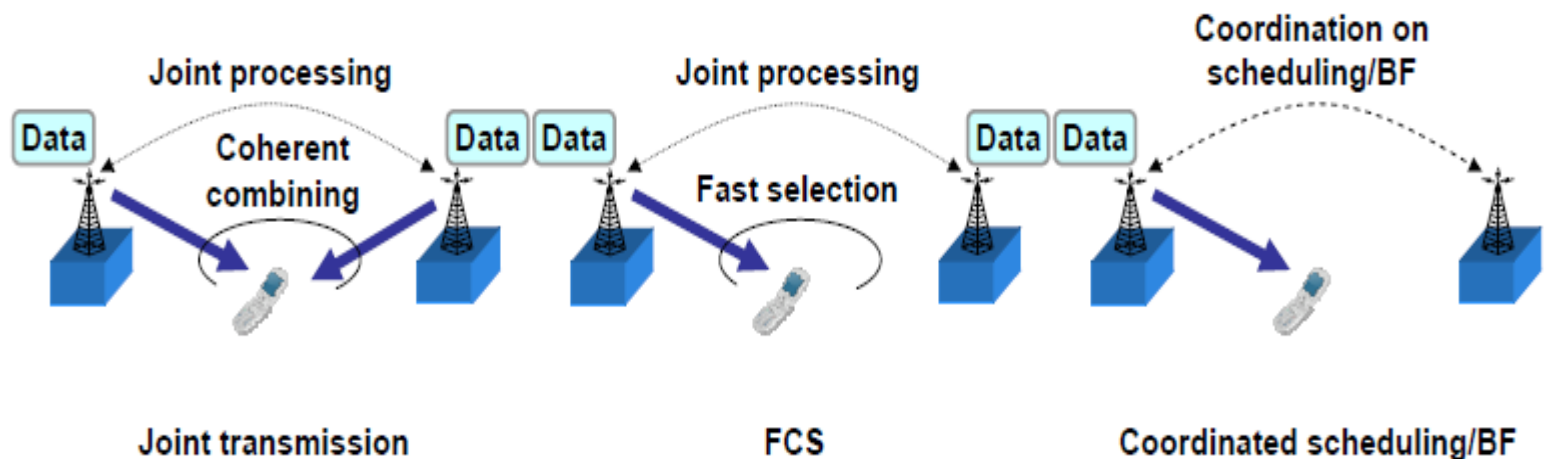 Joint processing
Data
Coherent
combining
Data
Joint transmission
Joint processing
Data
Fast selection
Data
FCS
Coordination on
scheduling/BF
Data
Coordinated scheduling/BF